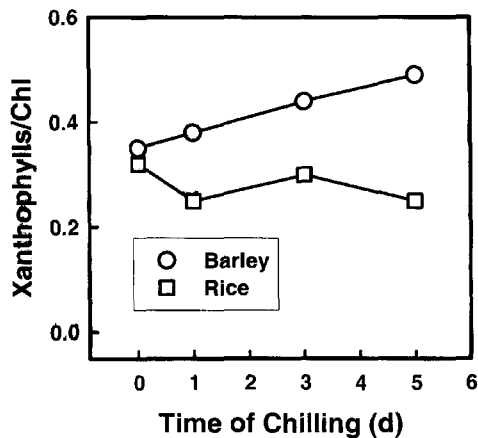 Xanthophylls/Chl
0.6
0.4
0.2
0.0
Barley
Rice
0 1 2 3 4 5 6
Time of Chilling (d)